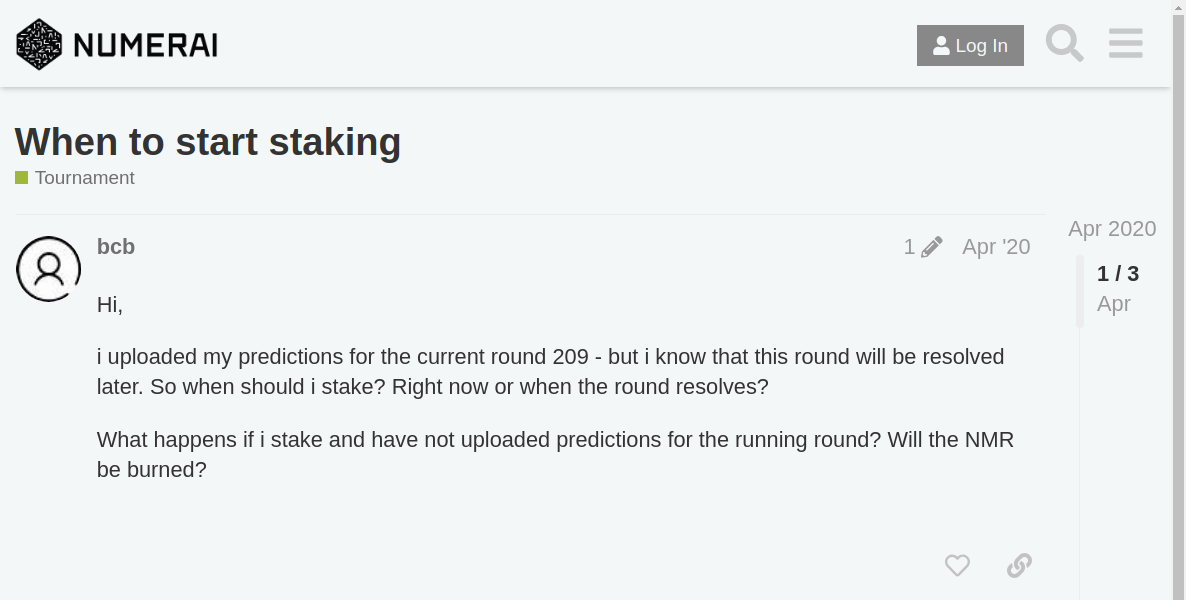 NUMERAI
Log In
When to start staking
Tournament
bcb
1
Apr '20
Apr 2020
1 / 3
Apr
Hi,
i uploaded my predictions for the current round 209 - but i know that this round will be resolved
later. So when should i stake? Right now or when the round resolves?
What happens if i stake and have not uploaded predictions for the running round? Will the NMR
be burned?